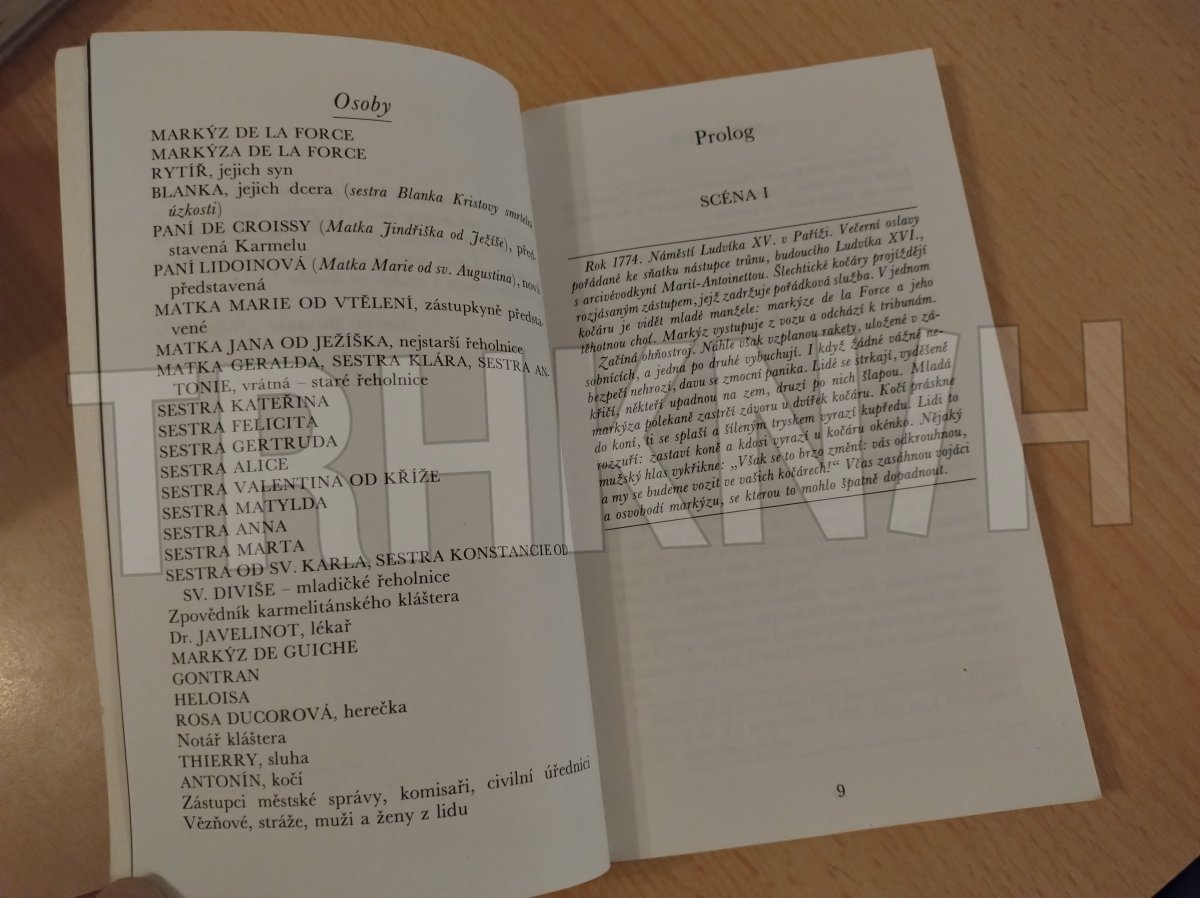 Osoby
MARKÝZ DE LA FORCE
MARKÝZA DE LA FORCE
RYTÍŘ, jejich syn
BLANKA, jejich dcera (sestra Blanka Kristovy smrtelné
úzkosti)
PANÍ DE CROISSY (Matka Jindřiška od Ježíše), před-
stavená Karmelu
PANÍ LIDOINOVÁ (Matka Marie od sv. Augustina), nová
představená
MATKA MARIE OD VTĚLENÍ, zástupkyně předsta-
vené
MATKA JANA OD JEŽÍŠKA, nejstarší řeholnice
MATKA GERALDA, SESTRA KLÁRA, SESTRA AN-
TONIE, vrátná – staré řeholnice
SESTRA KATEŘINA
SESTRA FELICITA
SESTRA GERTRUDA
SESTRA ALICE
SESTRA VALENTINA OD KŘÍŽE
SESTRA MATYLDA
SESTRA ANNA
SESTRA MARTA
SESTRA OD SV. KARLA, SESTRA KONSTANCIE OD
SV. DIVIŠE – mladičké řeholnice
Zpovědník karmelitánského kláštera
Dr. JAVELINOT, lékař
MARKÝZ DE GUICHE
GONTRAN
HELOISA
ROSA DUCOROVÁ, herečka
Notář kláštera
THIERRY, sluha
ANTONÍN, kočí
Zástupci městské správy, komisaři, civilní úředníci
Vězňové, stráže, muži a ženy z lidu
Prolog
SCÉNA I
Rok 1774. Náměstí Ludvíka XV. v Paříži. Večerní oslavy
pořádané ke sňatku nástupce trůnu, budoucího Ludvíka XVI.,
s arcivévodkyní Marií-Antoinettou. Šlechtické kočáry projíždějí
rozjásaným zástupem, jejž zadržuje pořádková služba. V jednom
kočáru je vidět mladé manžele: markýze de la Force a jeho
těhotnou choť. Markýz vystupuje z vozu a odchází k tribunám.
Začíná ohňostroj. Náhle však vzplanou rakety, uložené v zá-
sobnících, a jedna po druhé vybuchují. I když žádné vážné ne-
bezpečí nehrozí, davu se zmocní panika. Lidé se strkají, vyděšeně
křičí, někteří upadnou na zem, druzí po nich šlapou. Mladá
markýza polekaně zastrčí závoru u dvířek kočáru. Kočí práskne
do koní, ti se splaší a šíleným tryskem vyrazí kupředu. Lidi to
rozzuří: zastaví koně a kdosi vyrazí u kočáru okénko. Nějaký
mužský hlas vykřikne: „Však se to brzo změní: vás odkrouhnou,
a my se budeme vozit ve vašich kočárech!“ Včas zasáhnou vojáci
a osvobodí markýzu, se kterou to mohlo špatně dopadnout.
9
TRHKNIH